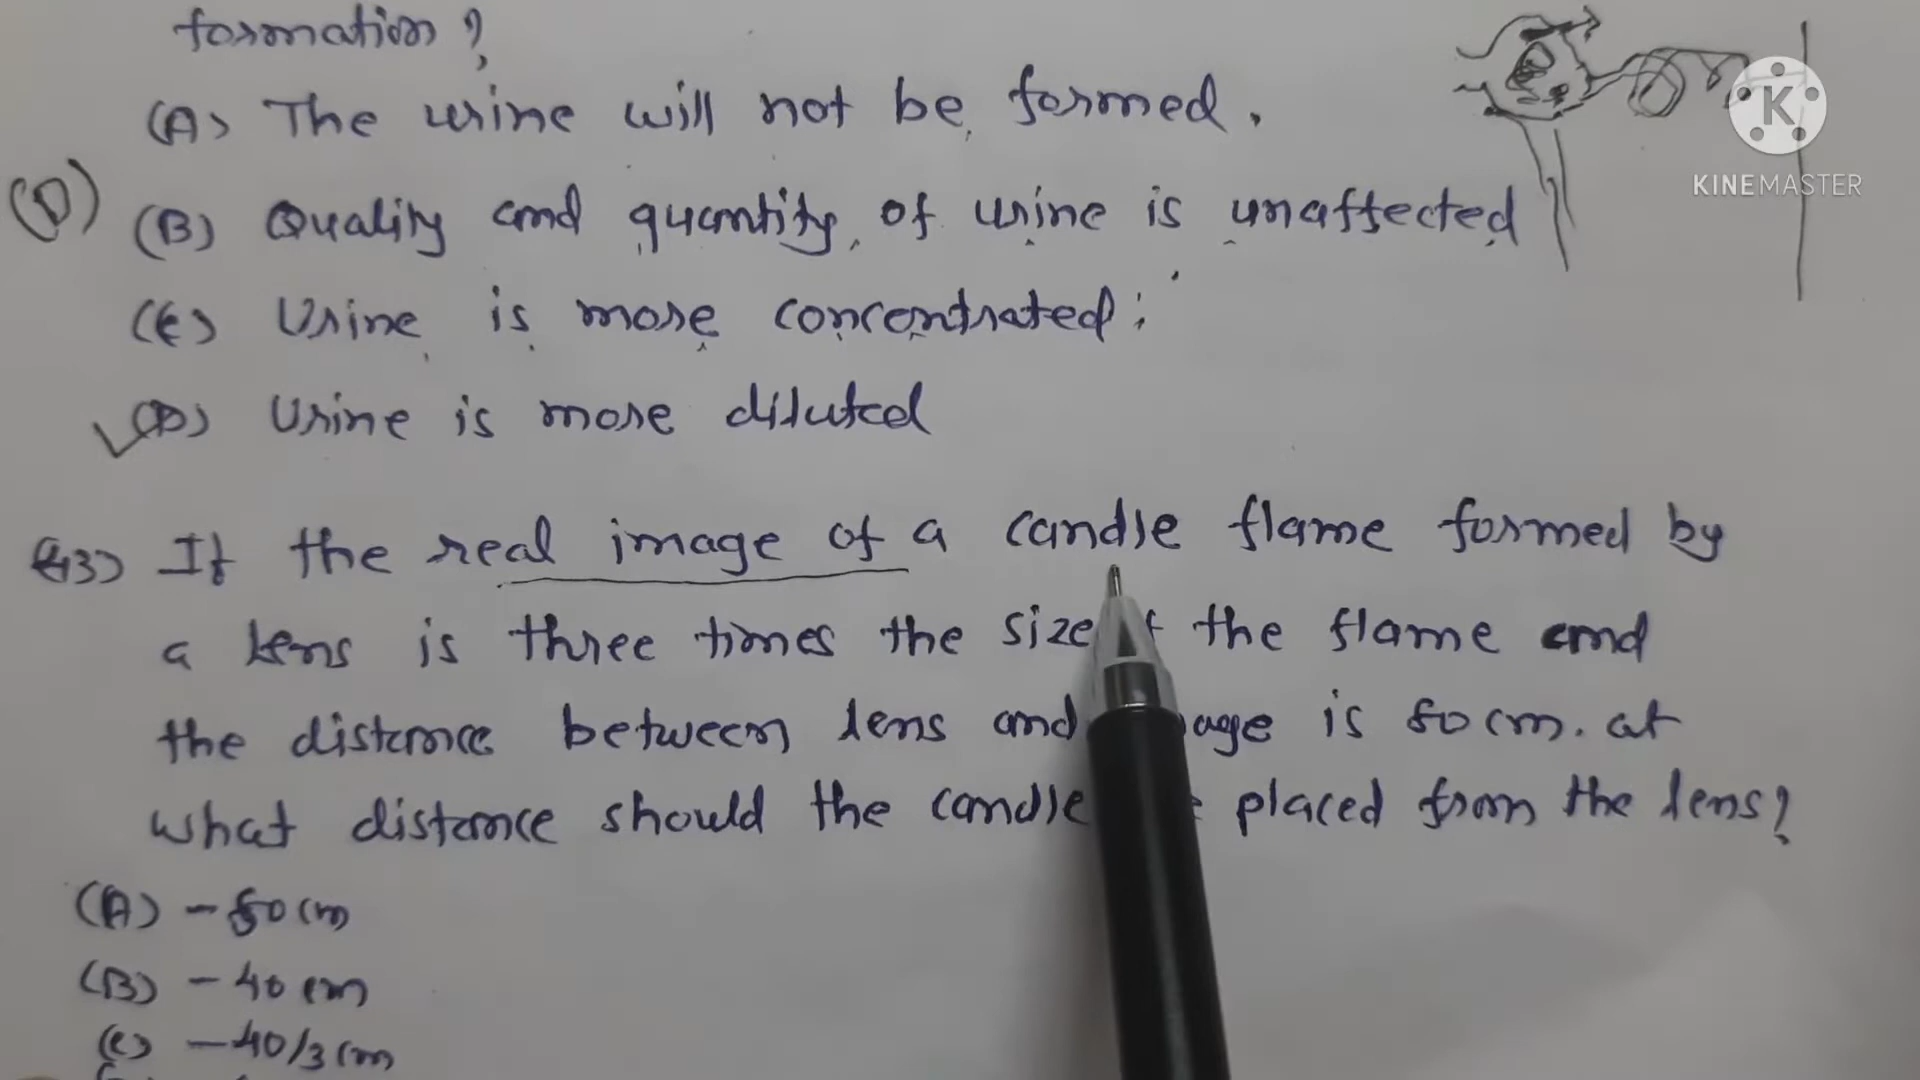 formation?
(A) The urine will not be formed.
(D)
(B) Quality and quantity of urine is unaffected
(C) Urine is more concentrated.
(D) Urine is more diluted
KINEMASTER
43) If the real image of a candle flame formed by
a lens is three times the size the flame and
the distance between lens and age is 80 cm. at
what distance should the candle placed from the lens?
(A) -80 cm
(B) -40 cm
(C) -40/3 cm